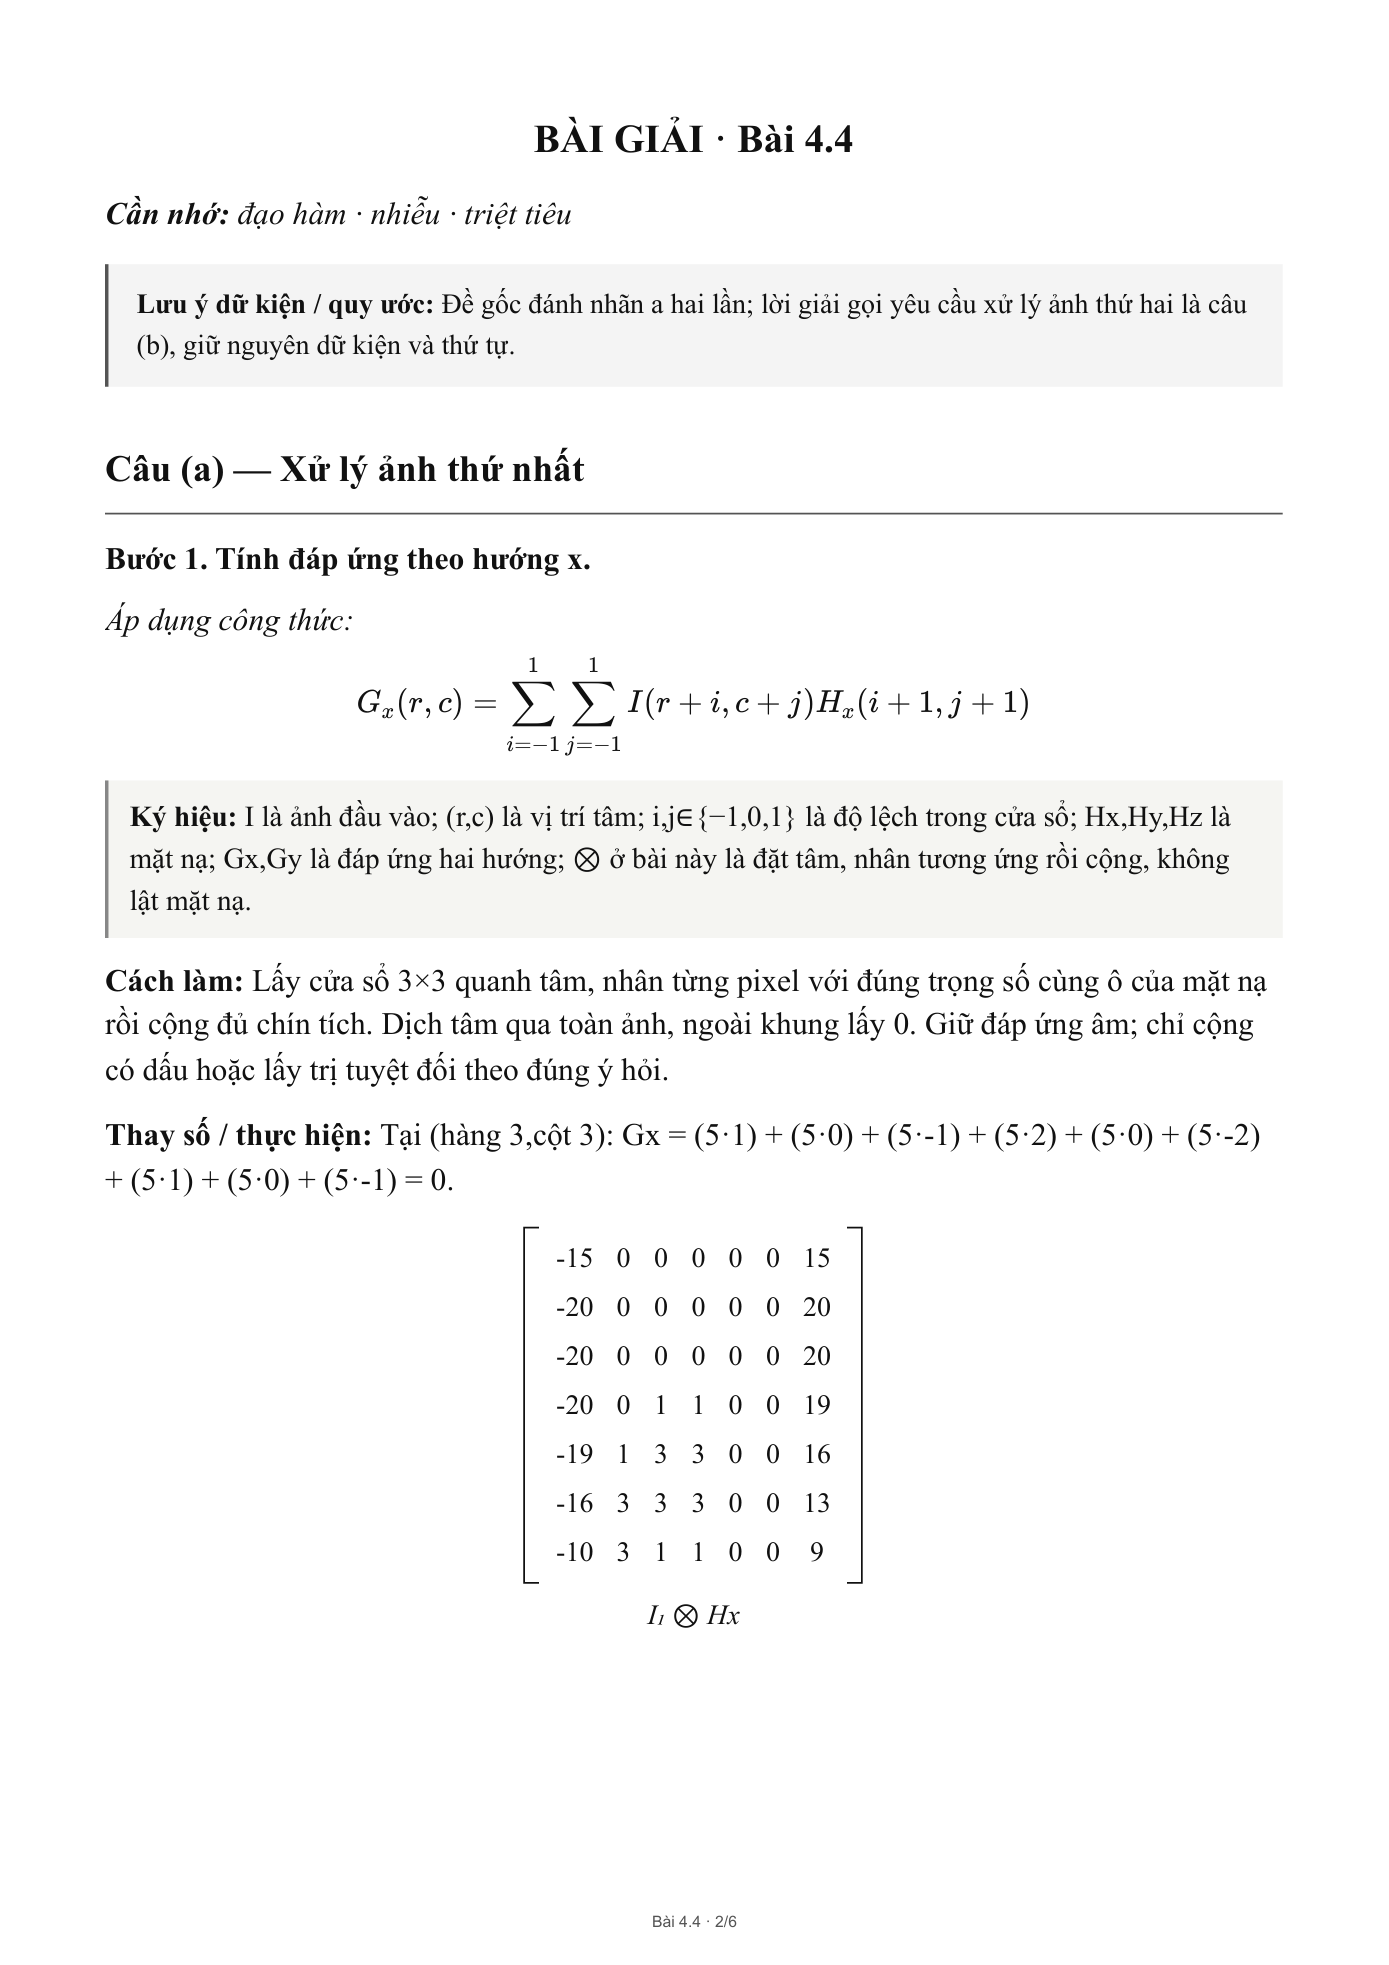 BÀI GIẢI · Bài 4.4
Cần nhớ: đạo hàm · nhiễu · triệt tiêu
Lưu ý dữ kiện / quy ước: Đề gốc đánh nhãn a hai lần; lời giải gọi yêu cầu xử lý ảnh thứ hai là câu
(b), giữ nguyên dữ kiện và thứ tự.
Câu (a) — Xử lý ảnh thứ nhất
Bước 1. Tính đáp ứng theo hướng x.
Áp dụng công thức:
G_x(r, c) = ∑_{i=−1}^{1} ∑_{j=−1}^{1} I(r + i, c + j)H_x(i + 1, j + 1)
Ký hiệu: I là ảnh đầu vào; (r,c) là vị trí tâm; i,j∈{−1,0,1} là độ lệch trong cửa sổ; Hx,Hy,Hz là
mặt nạ; Gx,Gy là đáp ứng hai hướng; ⊗ ở bài này là đặt tâm, nhân tương ứng rồi cộng, không
lật mặt nạ.
Cách làm: Lấy cửa sổ 3×3 quanh tâm, nhân từng pixel với đúng trọng số cùng ô của mặt nạ
rồi cộng đủ chín tích. Dịch tâm qua toàn ảnh, ngoài khung lấy 0. Giữ đáp ứng âm; chỉ cộng
có dấu hoặc lấy trị tuyệt đối theo đúng ý hỏi.
Thay số / thực hiện: Tại (hàng 3,cột 3): Gx = (5·1) + (5·0) + (5·-1) + (5·2) + (5·0) + (5·-2)
+ (5·1) + (5·0) + (5·-1) = 0.
-15 0 0 0 0 0 15
-20 0 0 0 0 0 20
-20 0 0 0 0 0 20
-20 0 1 1 0 0 19
-19 1 3 3 0 0 16
-16 3 3 3 0 0 13
-10 3 1 1 0 0 9
I₁ ⊗ Hx
Bài 4.4 · 2/6